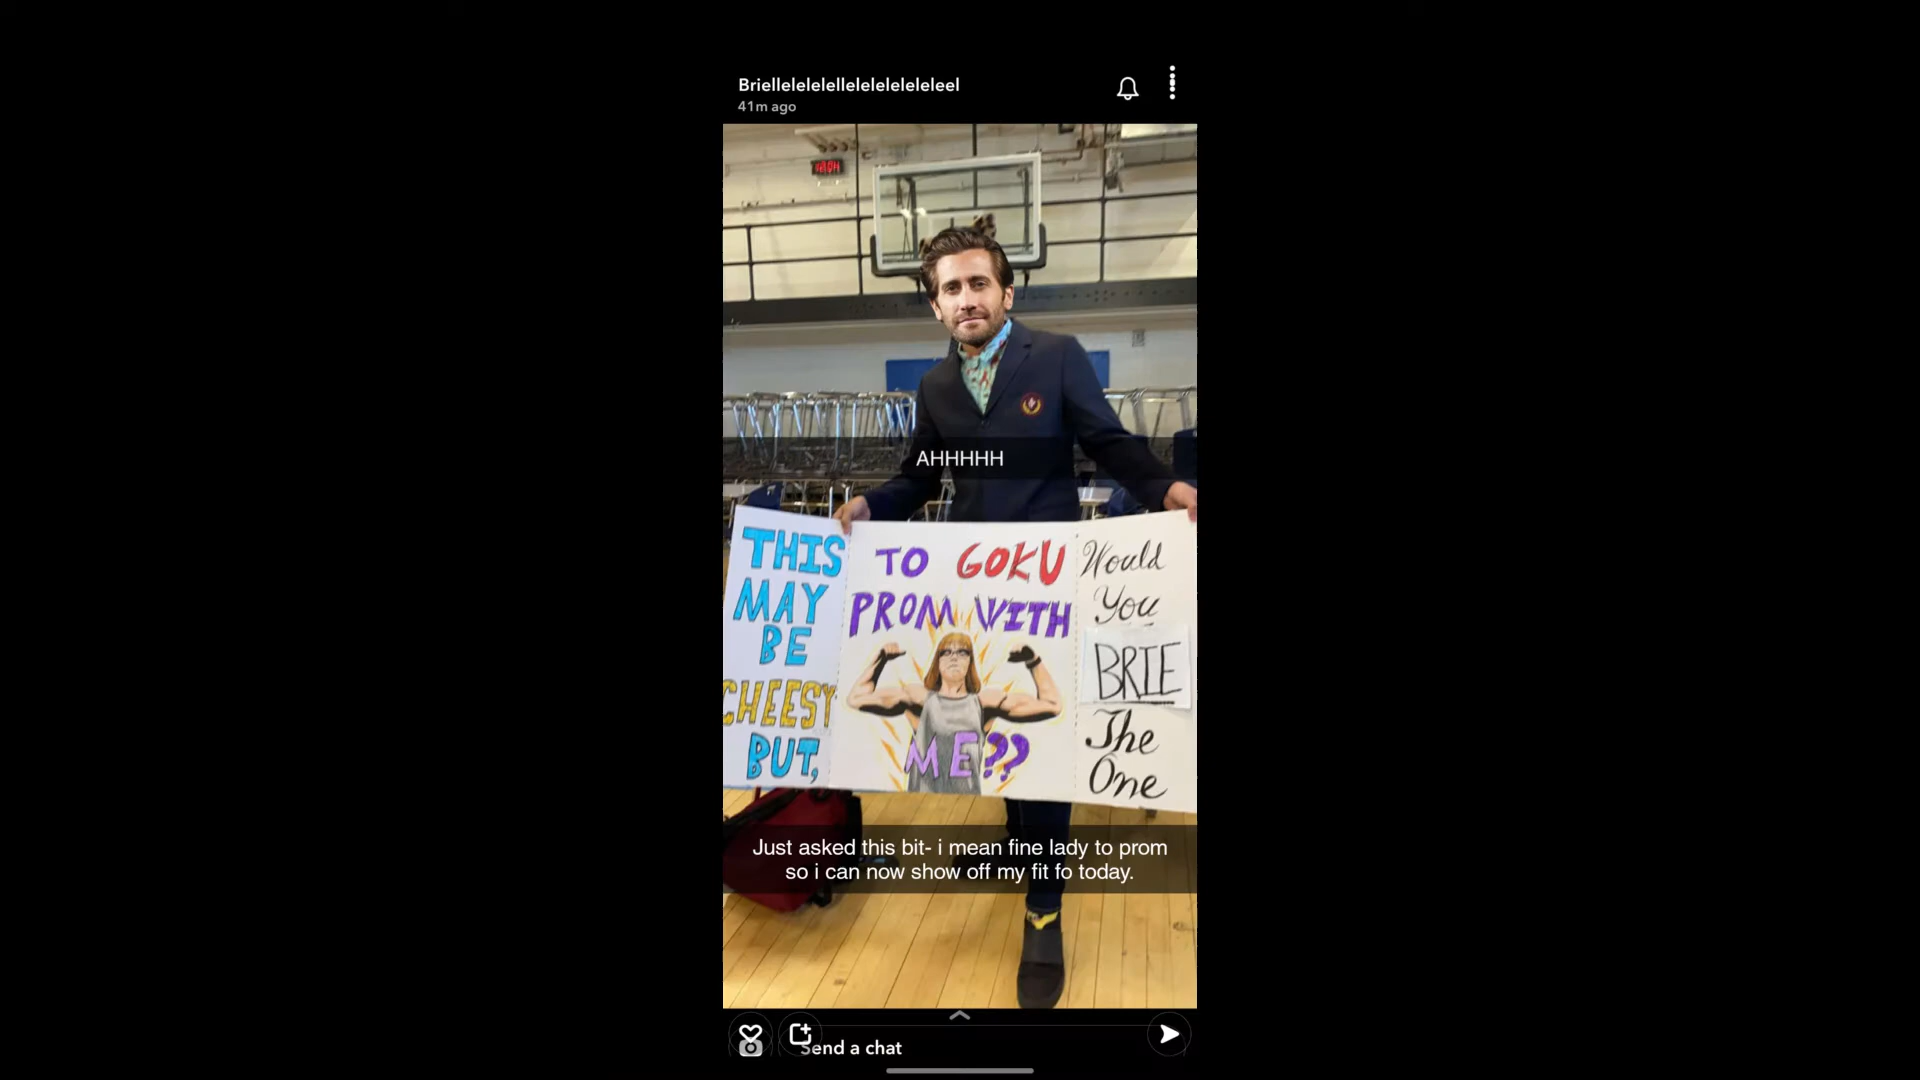 Briellelelelelleleleleleleleel
41m ago
AHHHHH
THIS
MAY
BE
CHEESY
BUT,
TO GOKU
PROM WITH
ME??
Would
You
BRIE
The
One
Just asked this bit- i mean fine lady to prom
so i can now show off my fit fo today.
Send a chat